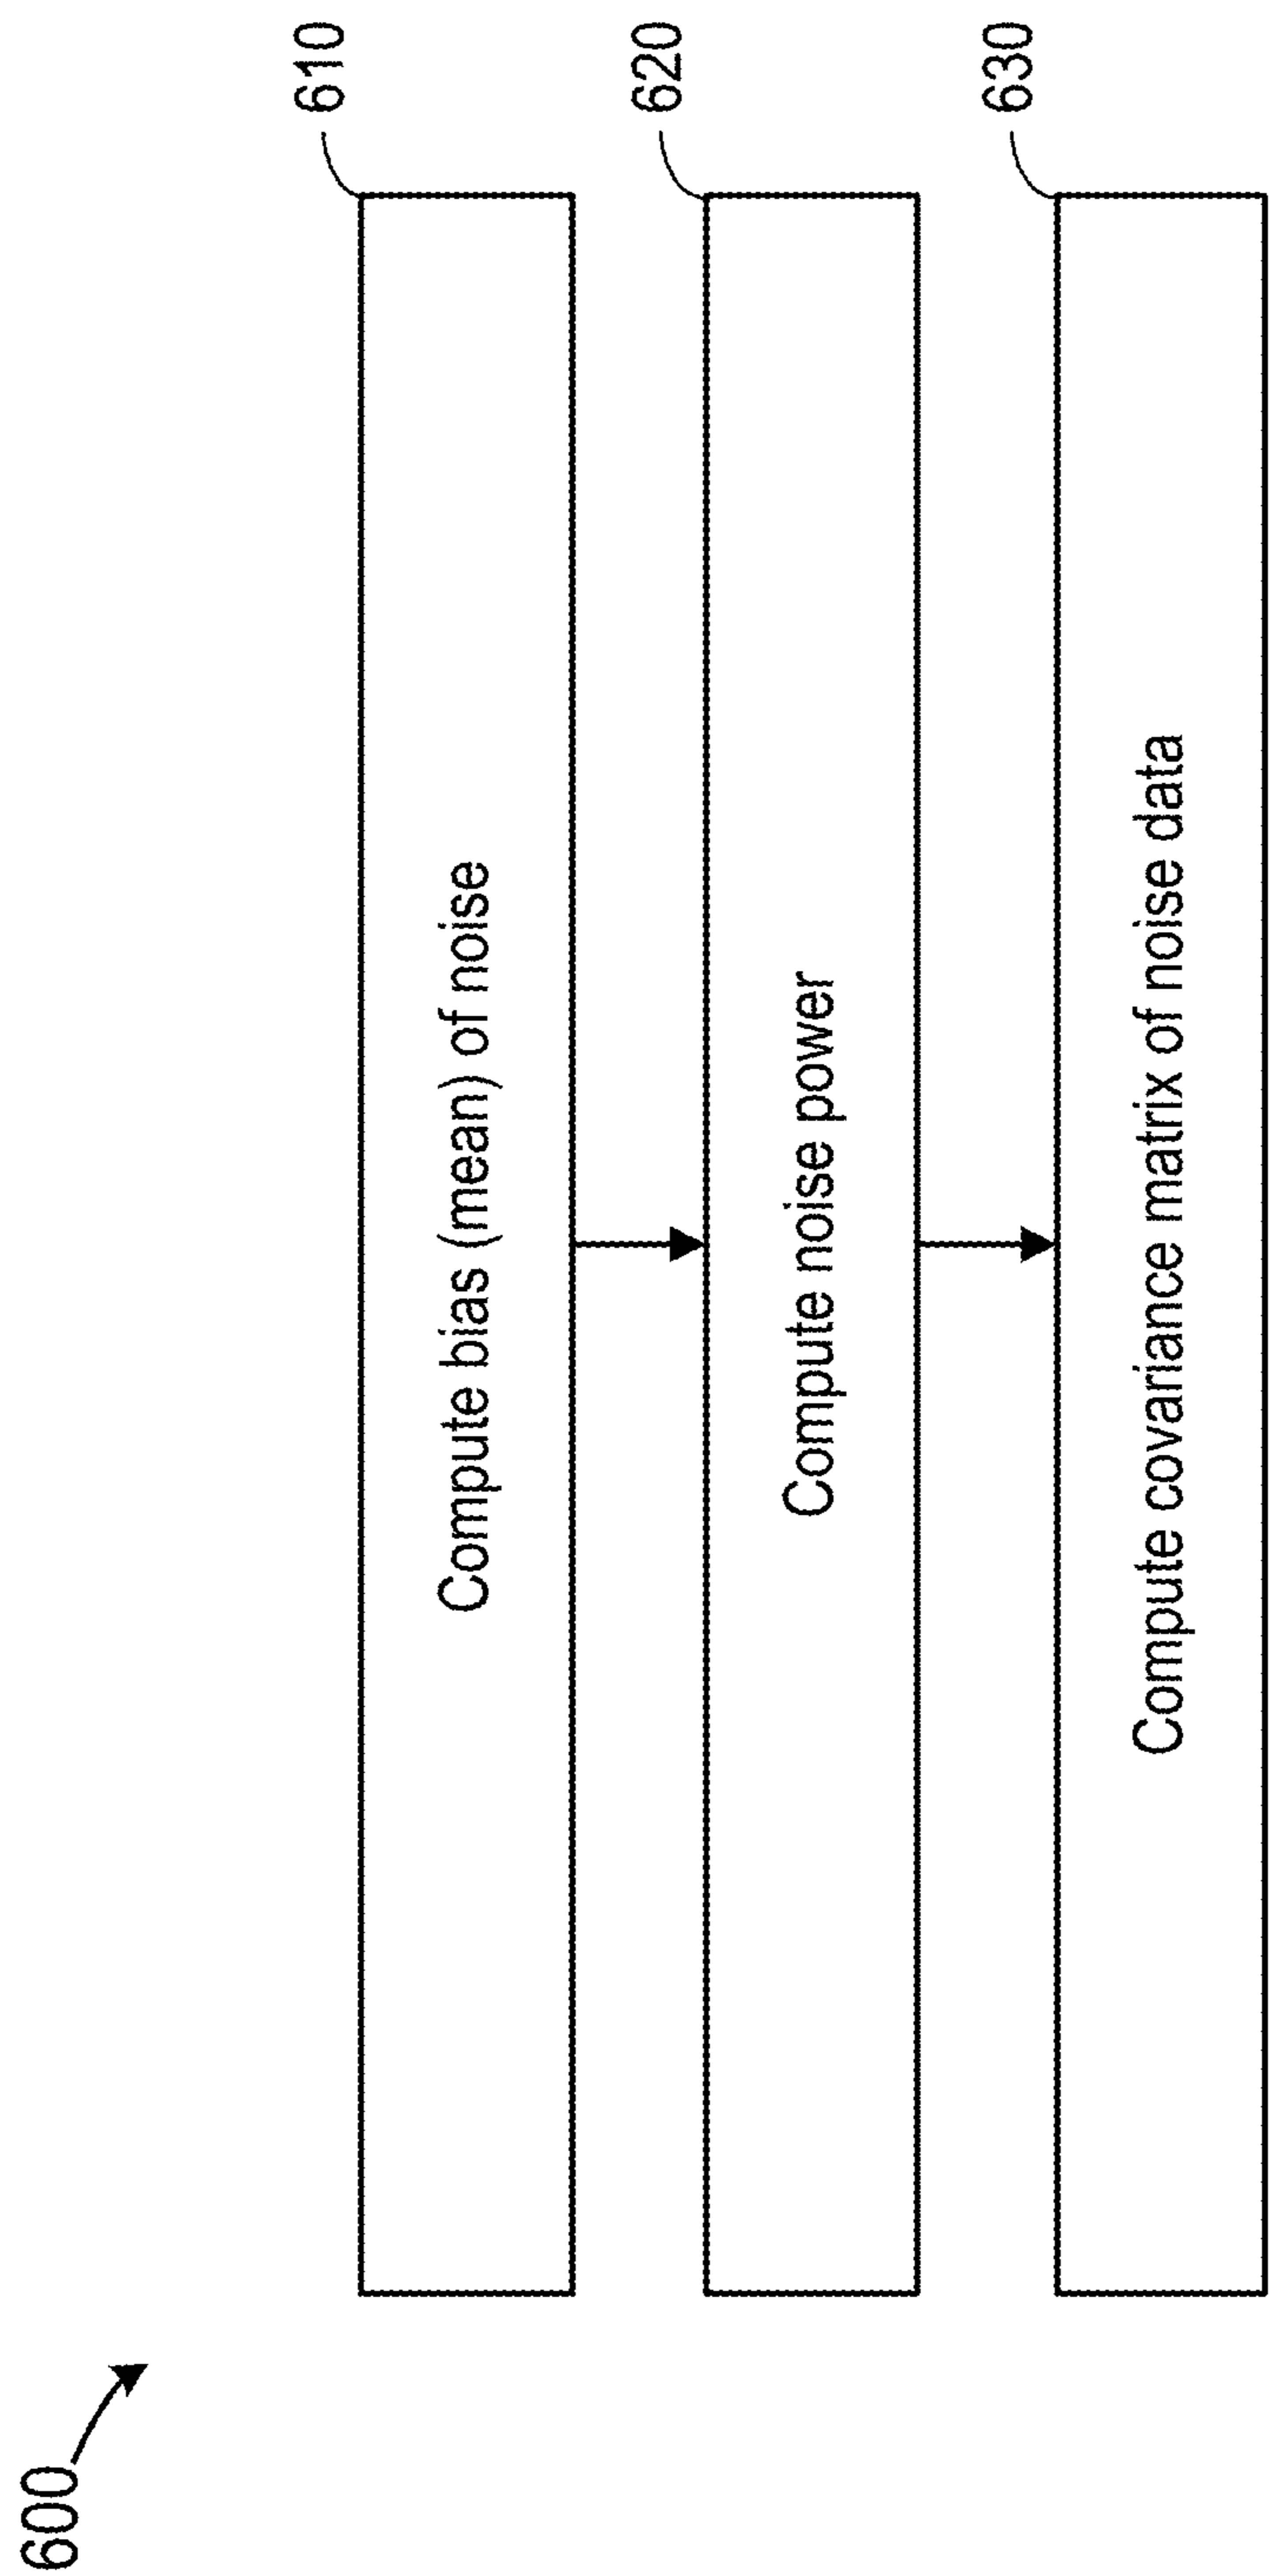 600
610
Compute bias (mean) of noise
620
Compute noise power
630
Compute covariance matrix of noise data